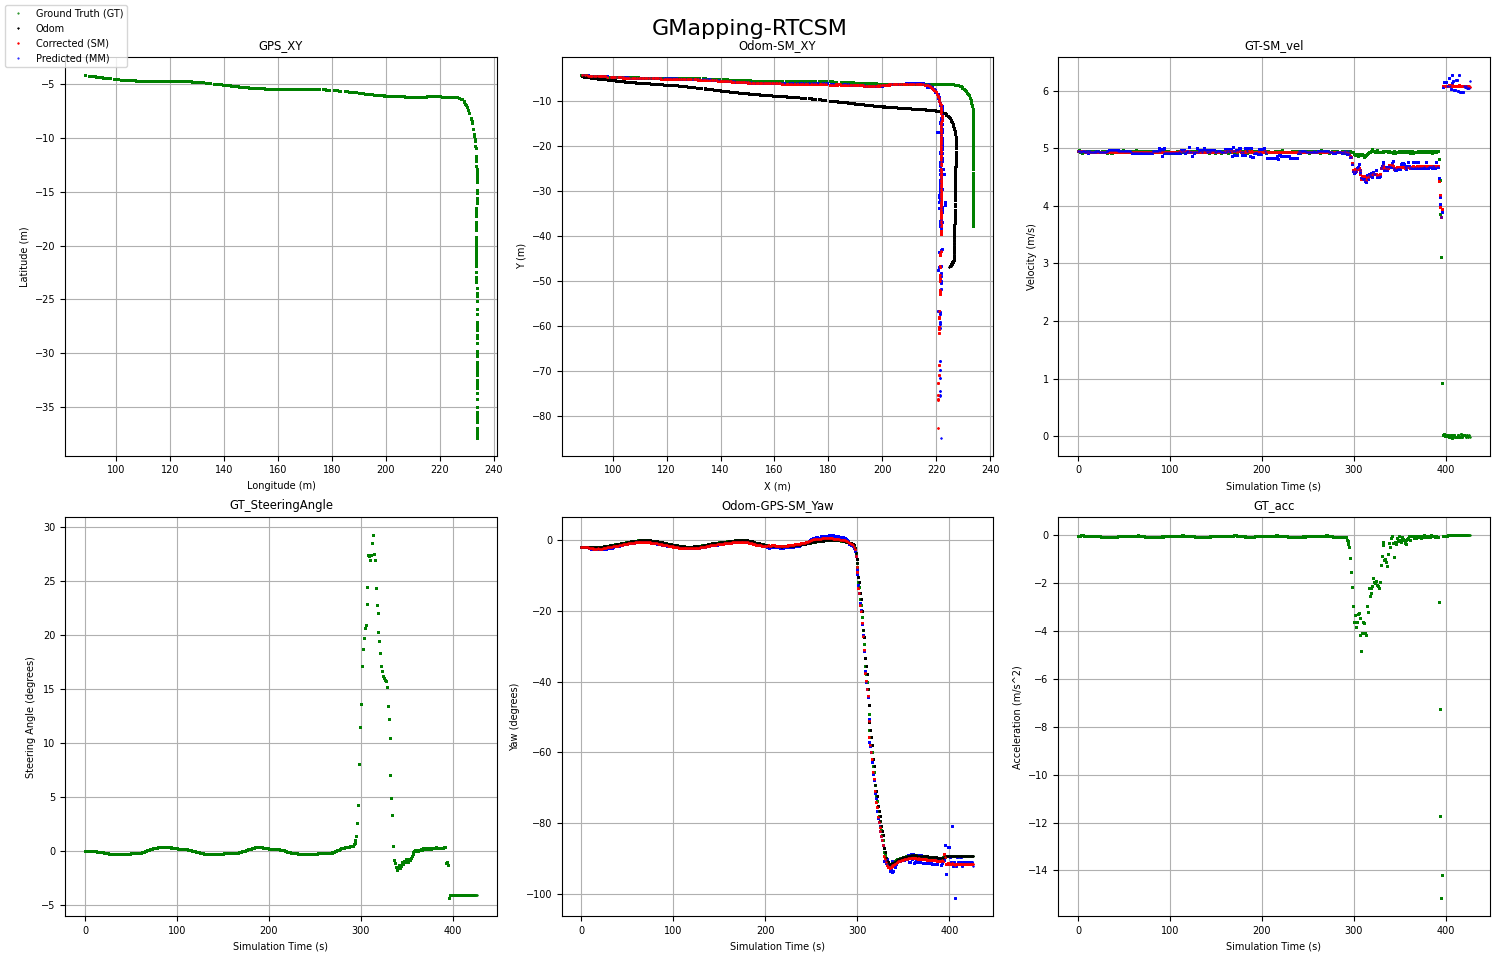 GMapping-RTCSM
Ground Truth (GT)
Odom
Corrected (SM)
Predicted (MM)
GPS_XY
Latitude (m)
−5
−10
−15
−20
−25
−30
−35
100 120 140 160 180 200 220 240
Longitude (m)
Odom-SM_XY
Y (m)
−10
−20
−30
−40
−50
−60
−70
−80
100 120 140 160 180 200 220 240
X (m)
GT-SM_vel
Velocity (m/s)
6
5
4
3
2
1
0
0 100 200 300 400
Simulation Time (s)
GT_SteeringAngle
Steering Angle (degrees)
30
25
20
15
10
5
0
−5
0 100 200 300 400
Simulation Time (s)
Odom-GPS-SM_Yaw
Yaw (degrees)
0
−20
−40
−60
−80
−100
0 100 200 300 400
Simulation Time (s)
GT_acc
Acceleration (m/s^2)
0
−2
−4
−6
−8
−10
−12
−14
0 100 200 300 400
Simulation Time (s)